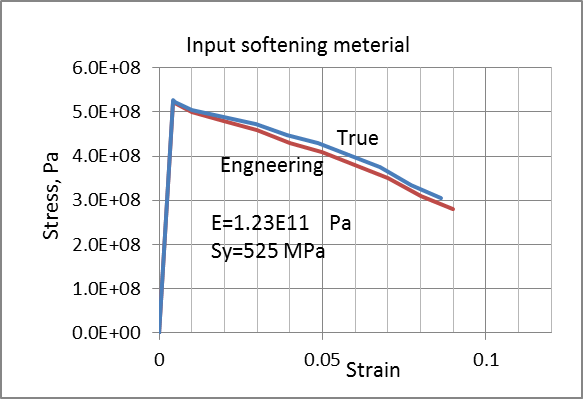 Input softening meterial
6.0E+08
5.0E+08
4.0E+08
3.0E+08
2.0E+08
1.0E+08
0.0E+00
Stress, Pa
True
Engneering
E=1.23E11 Pa
Sy=525 MPa
0 0.05 0.1
Strain